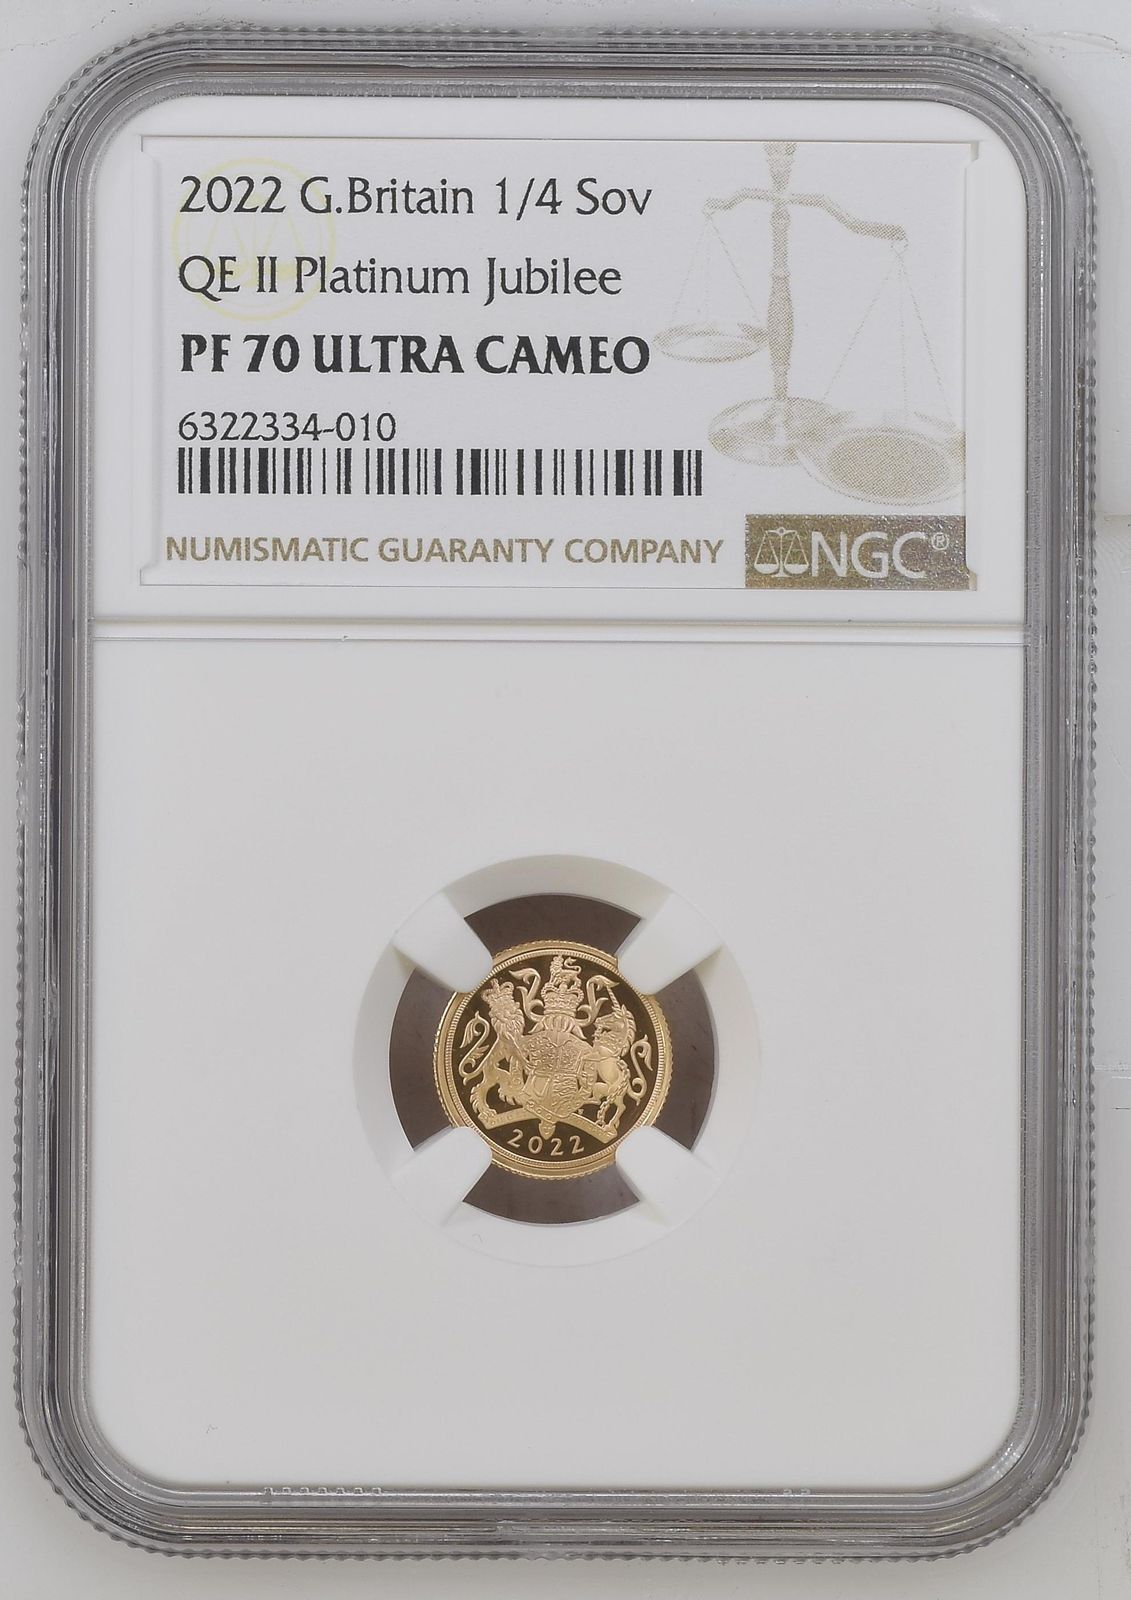 2022 G.Britain 1/4 Sov
QE II Platinum Jubilee
PF 70 ULTRA CAMEO
6322334-010
NUMISMATIC GUARANTY COMPANY
NGC®
2022